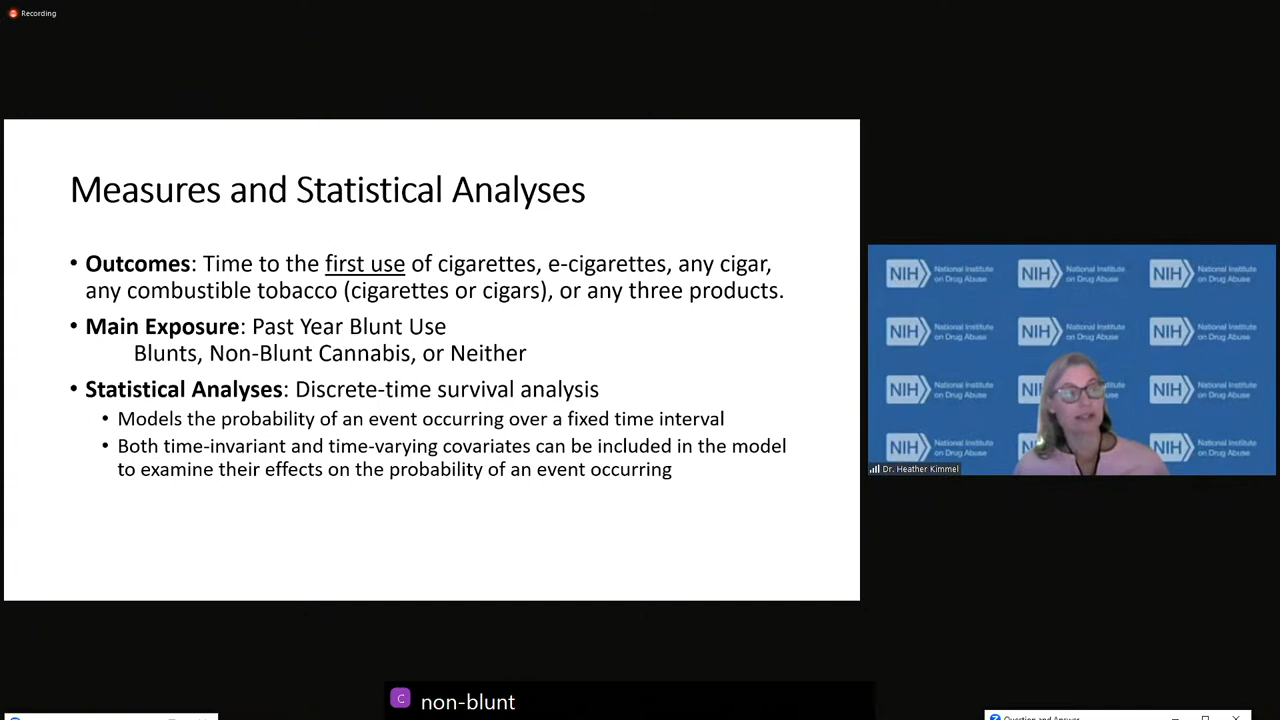 Recording
Measures and Statistical Analyses
• Outcomes: Time to the first use of cigarettes, e-cigarettes, any cigar,
any combustible tobacco (cigarettes or cigars), or any three products.
• Main Exposure: Past Year Blunt Use
Blunts, Non-Blunt Cannabis, or Neither
• Statistical Analyses: Discrete-time survival analysis
• Models the probability of an event occurring over a fixed time interval
• Both time-invariant and time-varying covariates can be included in the model
to examine their effects on the probability of an event occurring
NIH National Institute on Drug Abuse
NIH National Institute on Drug Abuse
NIH National Institute on Drug Abuse
NIH National Institute on Drug Abuse
NIH National Institute on Drug Abuse
NIH National Institute on Drug Abuse
NIH National Institute on Drug Abuse
NIH National Institute on Drug Abuse
Dr. Heather Kimmel
C non-blunt
Question and Answer